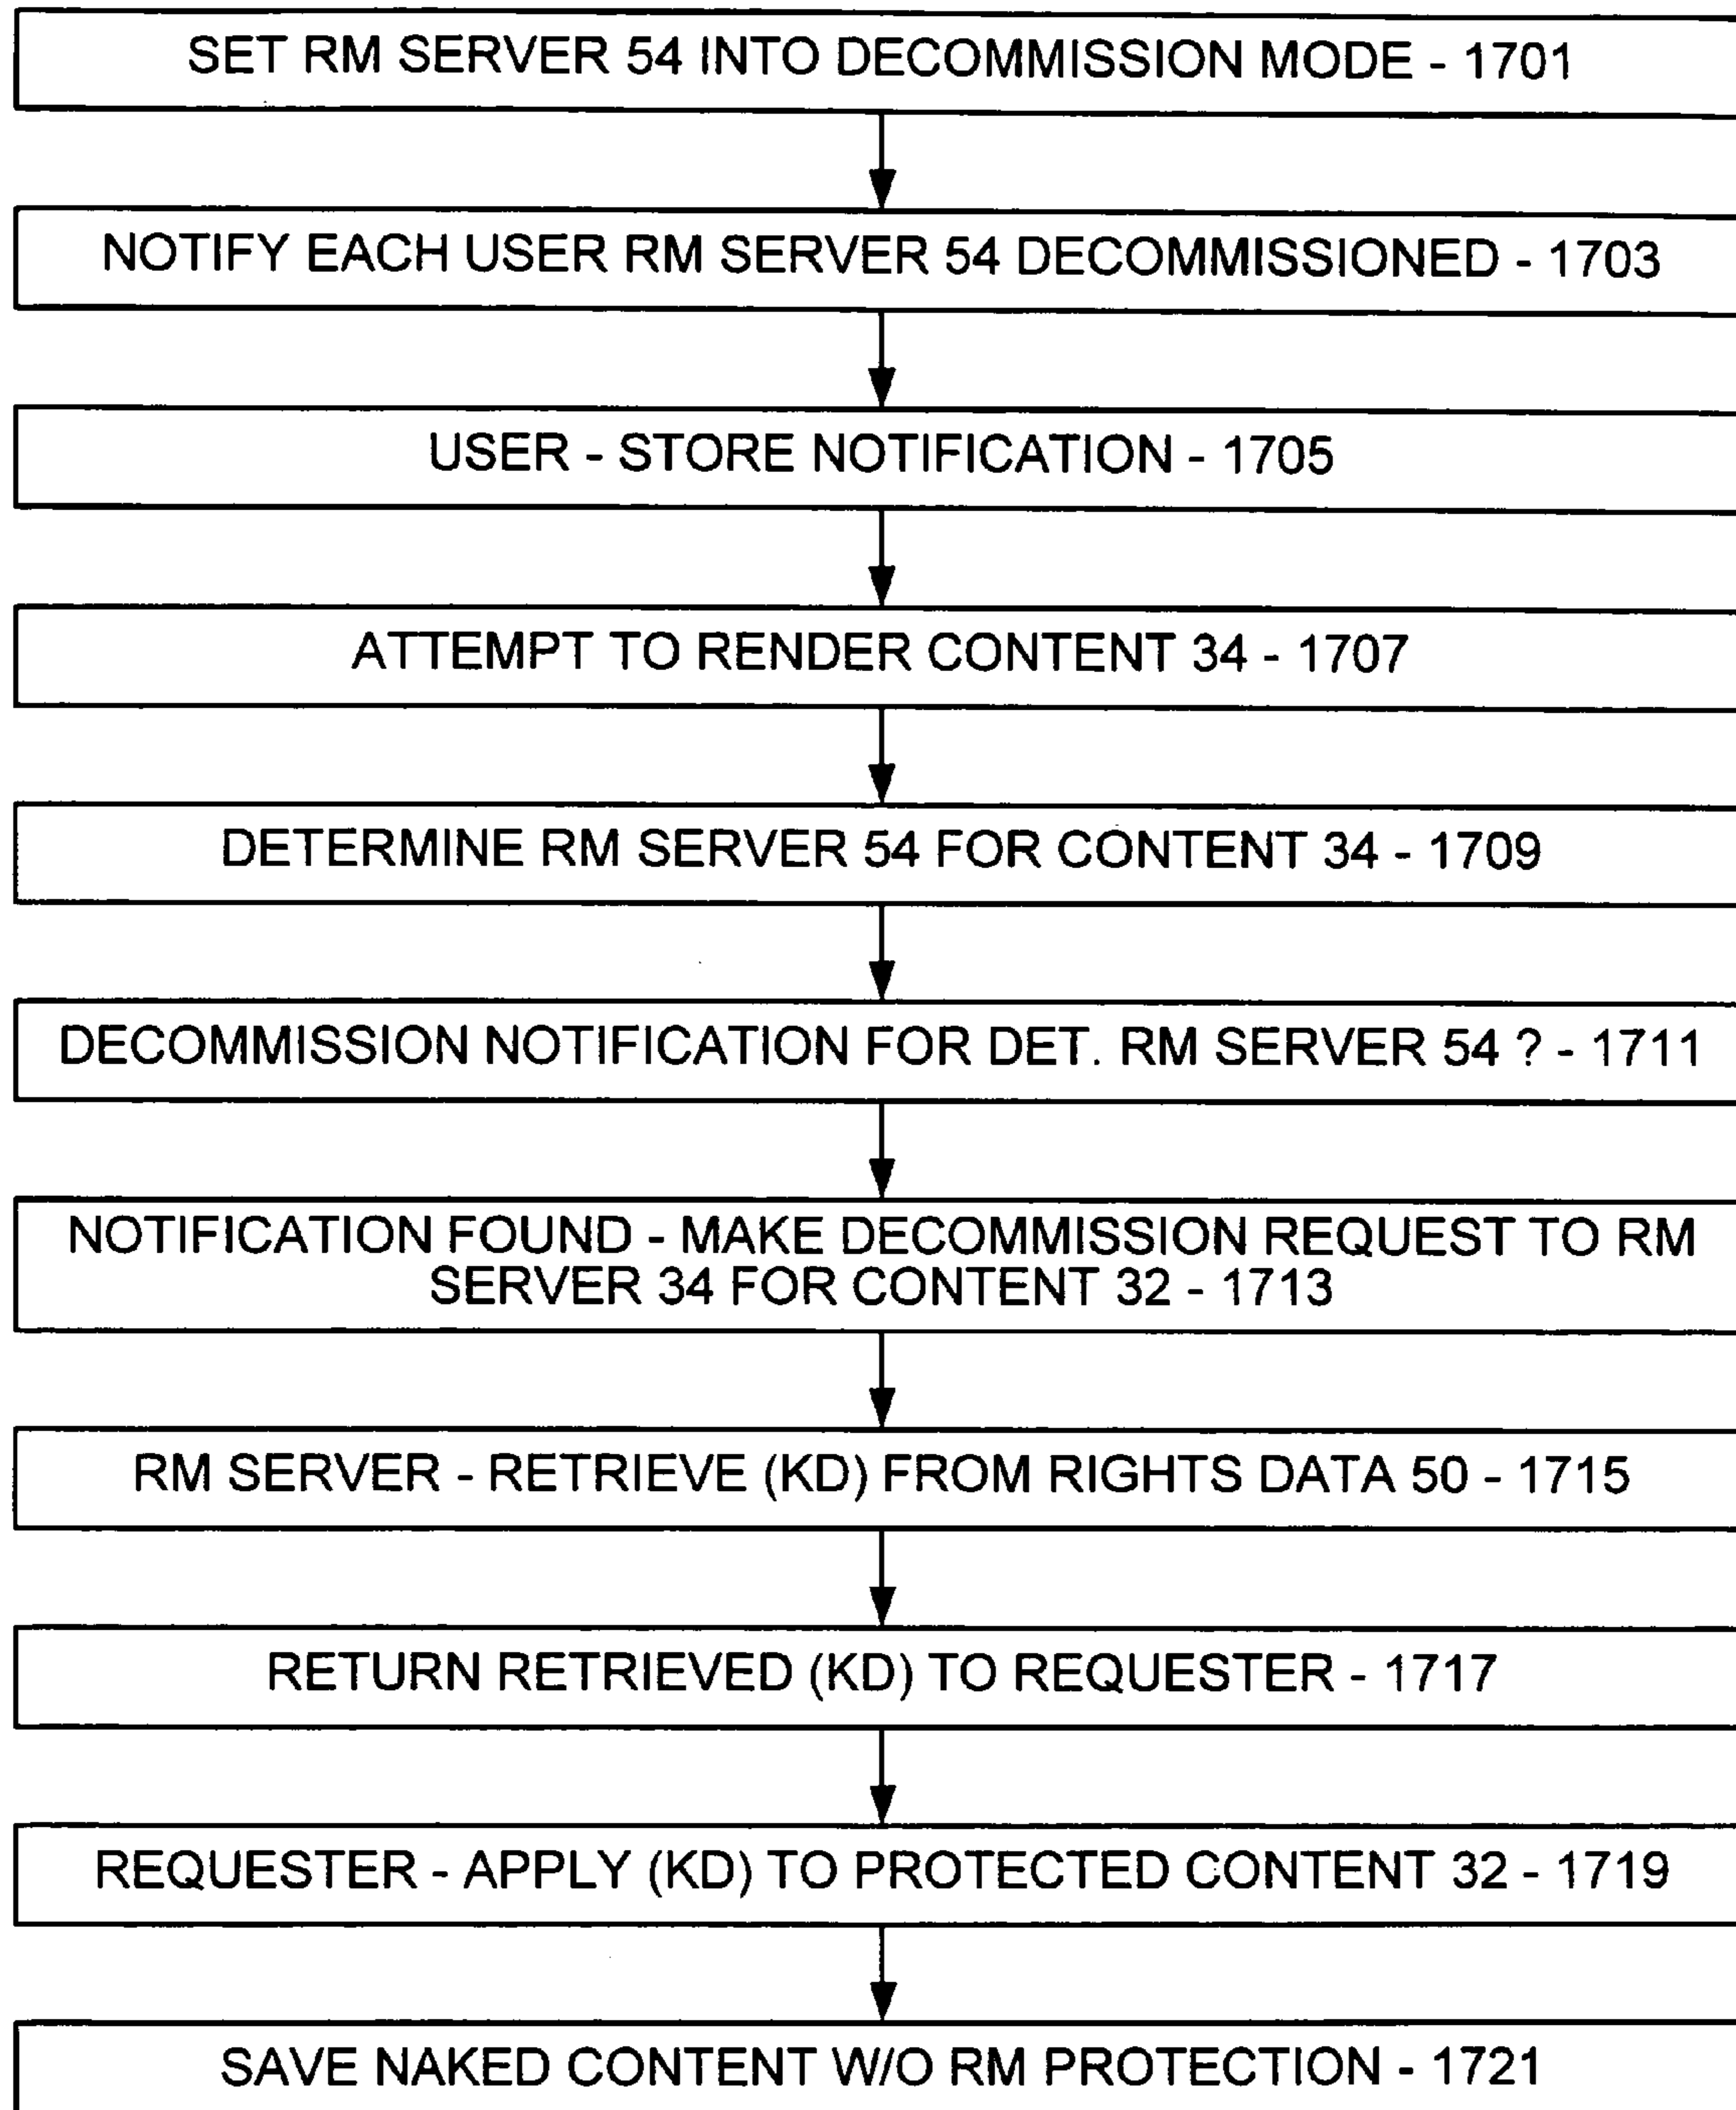 SET RM SERVER 54 INTO DECOMMISSION MODE - 1701
NOTIFY EACH USER RM SERVER 54 DECOMMISSIONED - 1703
USER - STORE NOTIFICATION - 1705
ATTEMPT TO RENDER CONTENT 34 - 1707
DETERMINE RM SERVER 54 FOR CONTENT 34 - 1709
DECOMMISSION NOTIFICATION FOR DET. RM SERVER 54 ? - 1711
NOTIFICATION FOUND - MAKE DECOMMISSION REQUEST TO RM
SERVER 34 FOR CONTENT 32 - 1713
RM SERVER - RETRIEVE (KD) FROM RIGHTS DATA 50 - 1715
RETURN RETRIEVED (KD) TO REQUESTER - 1717
REQUESTER - APPLY (KD) TO PROTECTED CONTENT 32 - 1719
SAVE NAKED CONTENT W/O RM PROTECTION - 1721